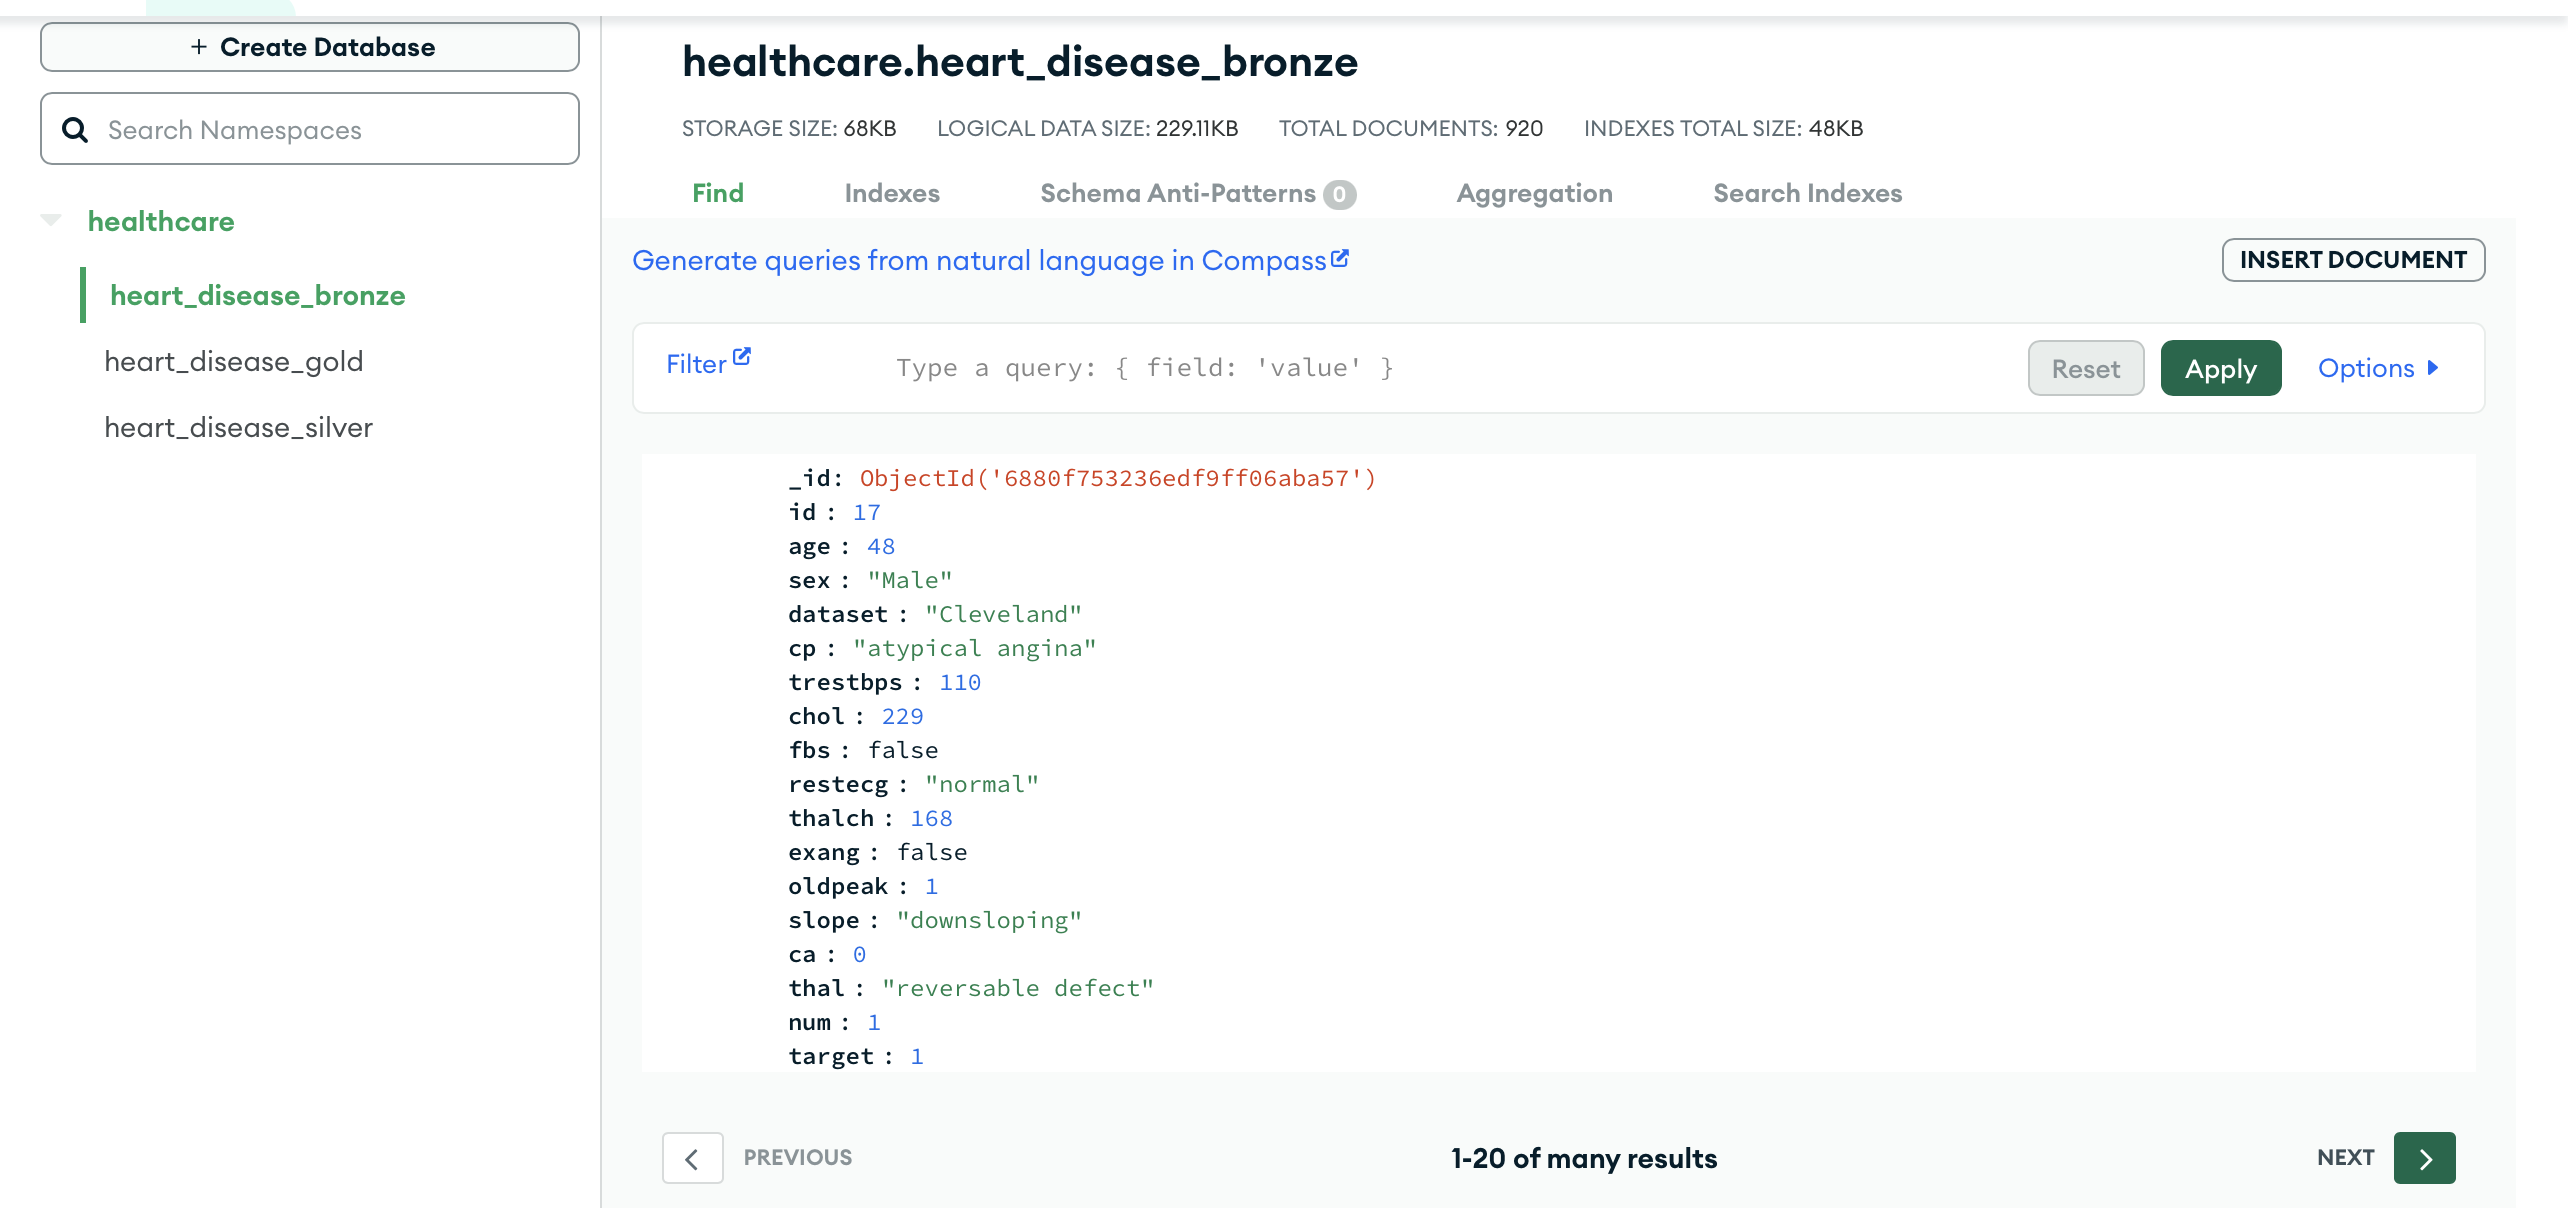 + Create Database
Search Namespaces
healthcare
heart_disease_bronze
heart_disease_gold
heart_disease_silver
healthcare.heart_disease_bronze
STORAGE SIZE: 68KB LOGICAL DATA SIZE: 229.11KB TOTAL DOCUMENTS: 920 INDEXES TOTAL SIZE: 48KB
Find Indexes Schema Anti-Patterns 0 Aggregation Search Indexes
Generate queries from natural language in Compass
INSERT DOCUMENT
Filter Type a query: { field: 'value' } Reset Apply Options
_id: ObjectId('6880f753236edf9ff06aba57')
id : 17
age : 48
sex : "Male"
dataset : "Cleveland"
cp : "atypical angina"
trestbps : 110
chol : 229
fbs : false
restecg : "normal"
thalch : 168
exang : false
oldpeak : 1
slope : "downsloping"
ca : 0
thal : "reversable defect"
num : 1
target : 1
PREVIOUS 1-20 of many results NEXT